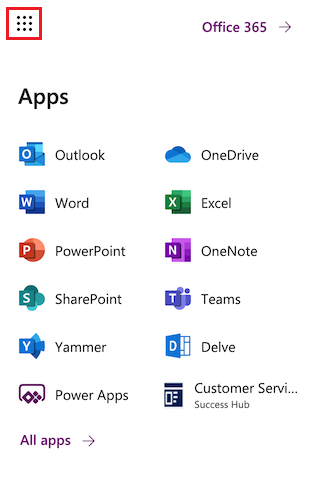 Office 365
Apps
Outlook
OneDrive
Word
Excel
PowerPoint
OneNote
SharePoint
Teams
Yammer
Delve
Power Apps
Customer Servi...
Success Hub
All apps